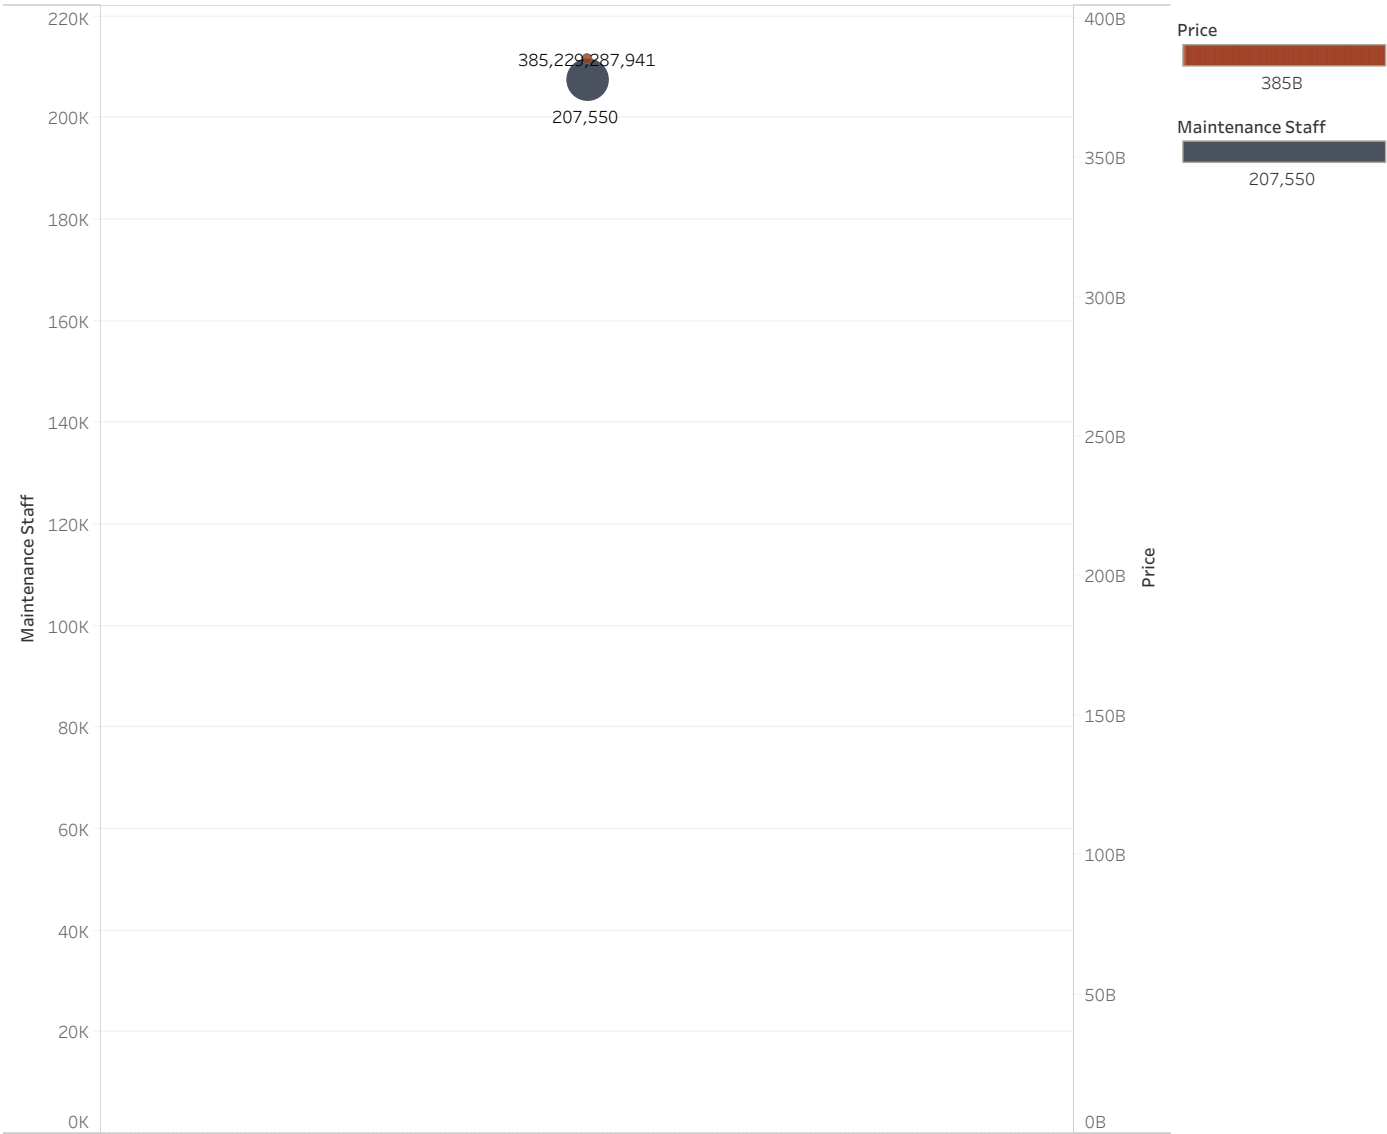 Maintenance Staff
220K
200K
180K
160K
140K
120K
100K
80K
60K
40K
20K
0K
385,229,287,941
207,550
400B
350B
300B
250B
200B
150B
100B
50B
0B
Price
Price
385B
Maintenance Staff
207,550